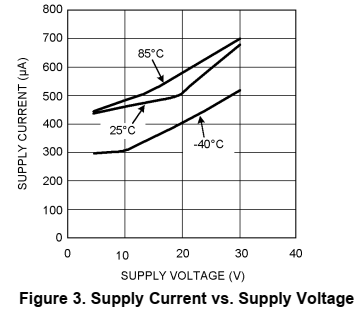 800
700
600
500
400
300
200
100
0
SUPPLY CURRENT (μA)
85°C
25°C
-40°C
0
10
20
30
40
SUPPLY VOLTAGE (V)
Figure 3. Supply Current vs. Supply Voltage